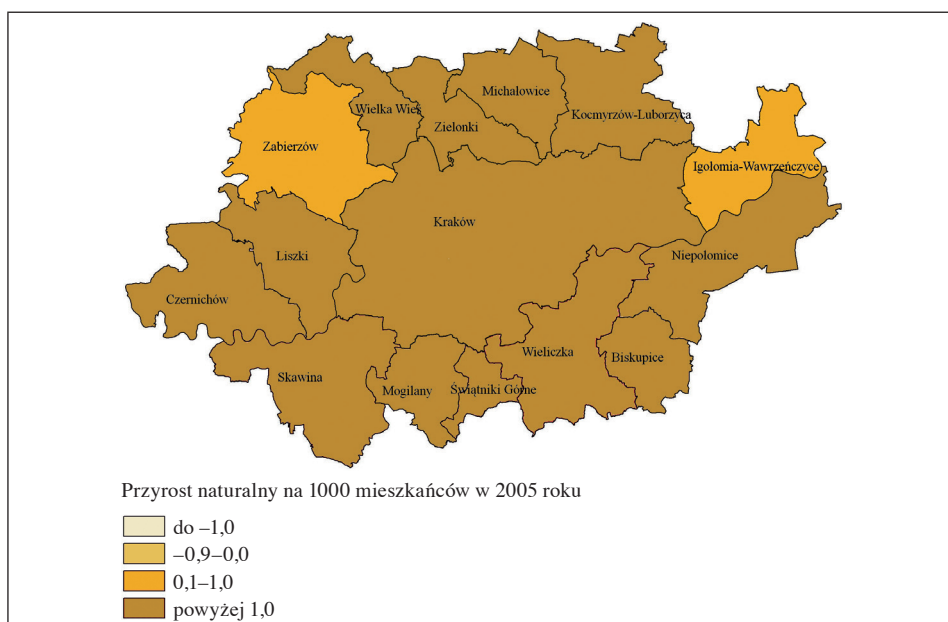 Michałowice
Wielka Wieś
Kocmyrzów-Luborzyca
Zielonki
Zabierzów
Igołomia-Wawrzeńczyce
Kraków
Liszki
Niepołomice
Czernichów
Wieliczka
Biskupice
Skawina
Mogilany
Świątniki Górne
Przyrost naturalny na 1000 mieszkańców w 2005 roku
do –1,0
–0,9–0,0
0,1–1,0
powyżej 1,0